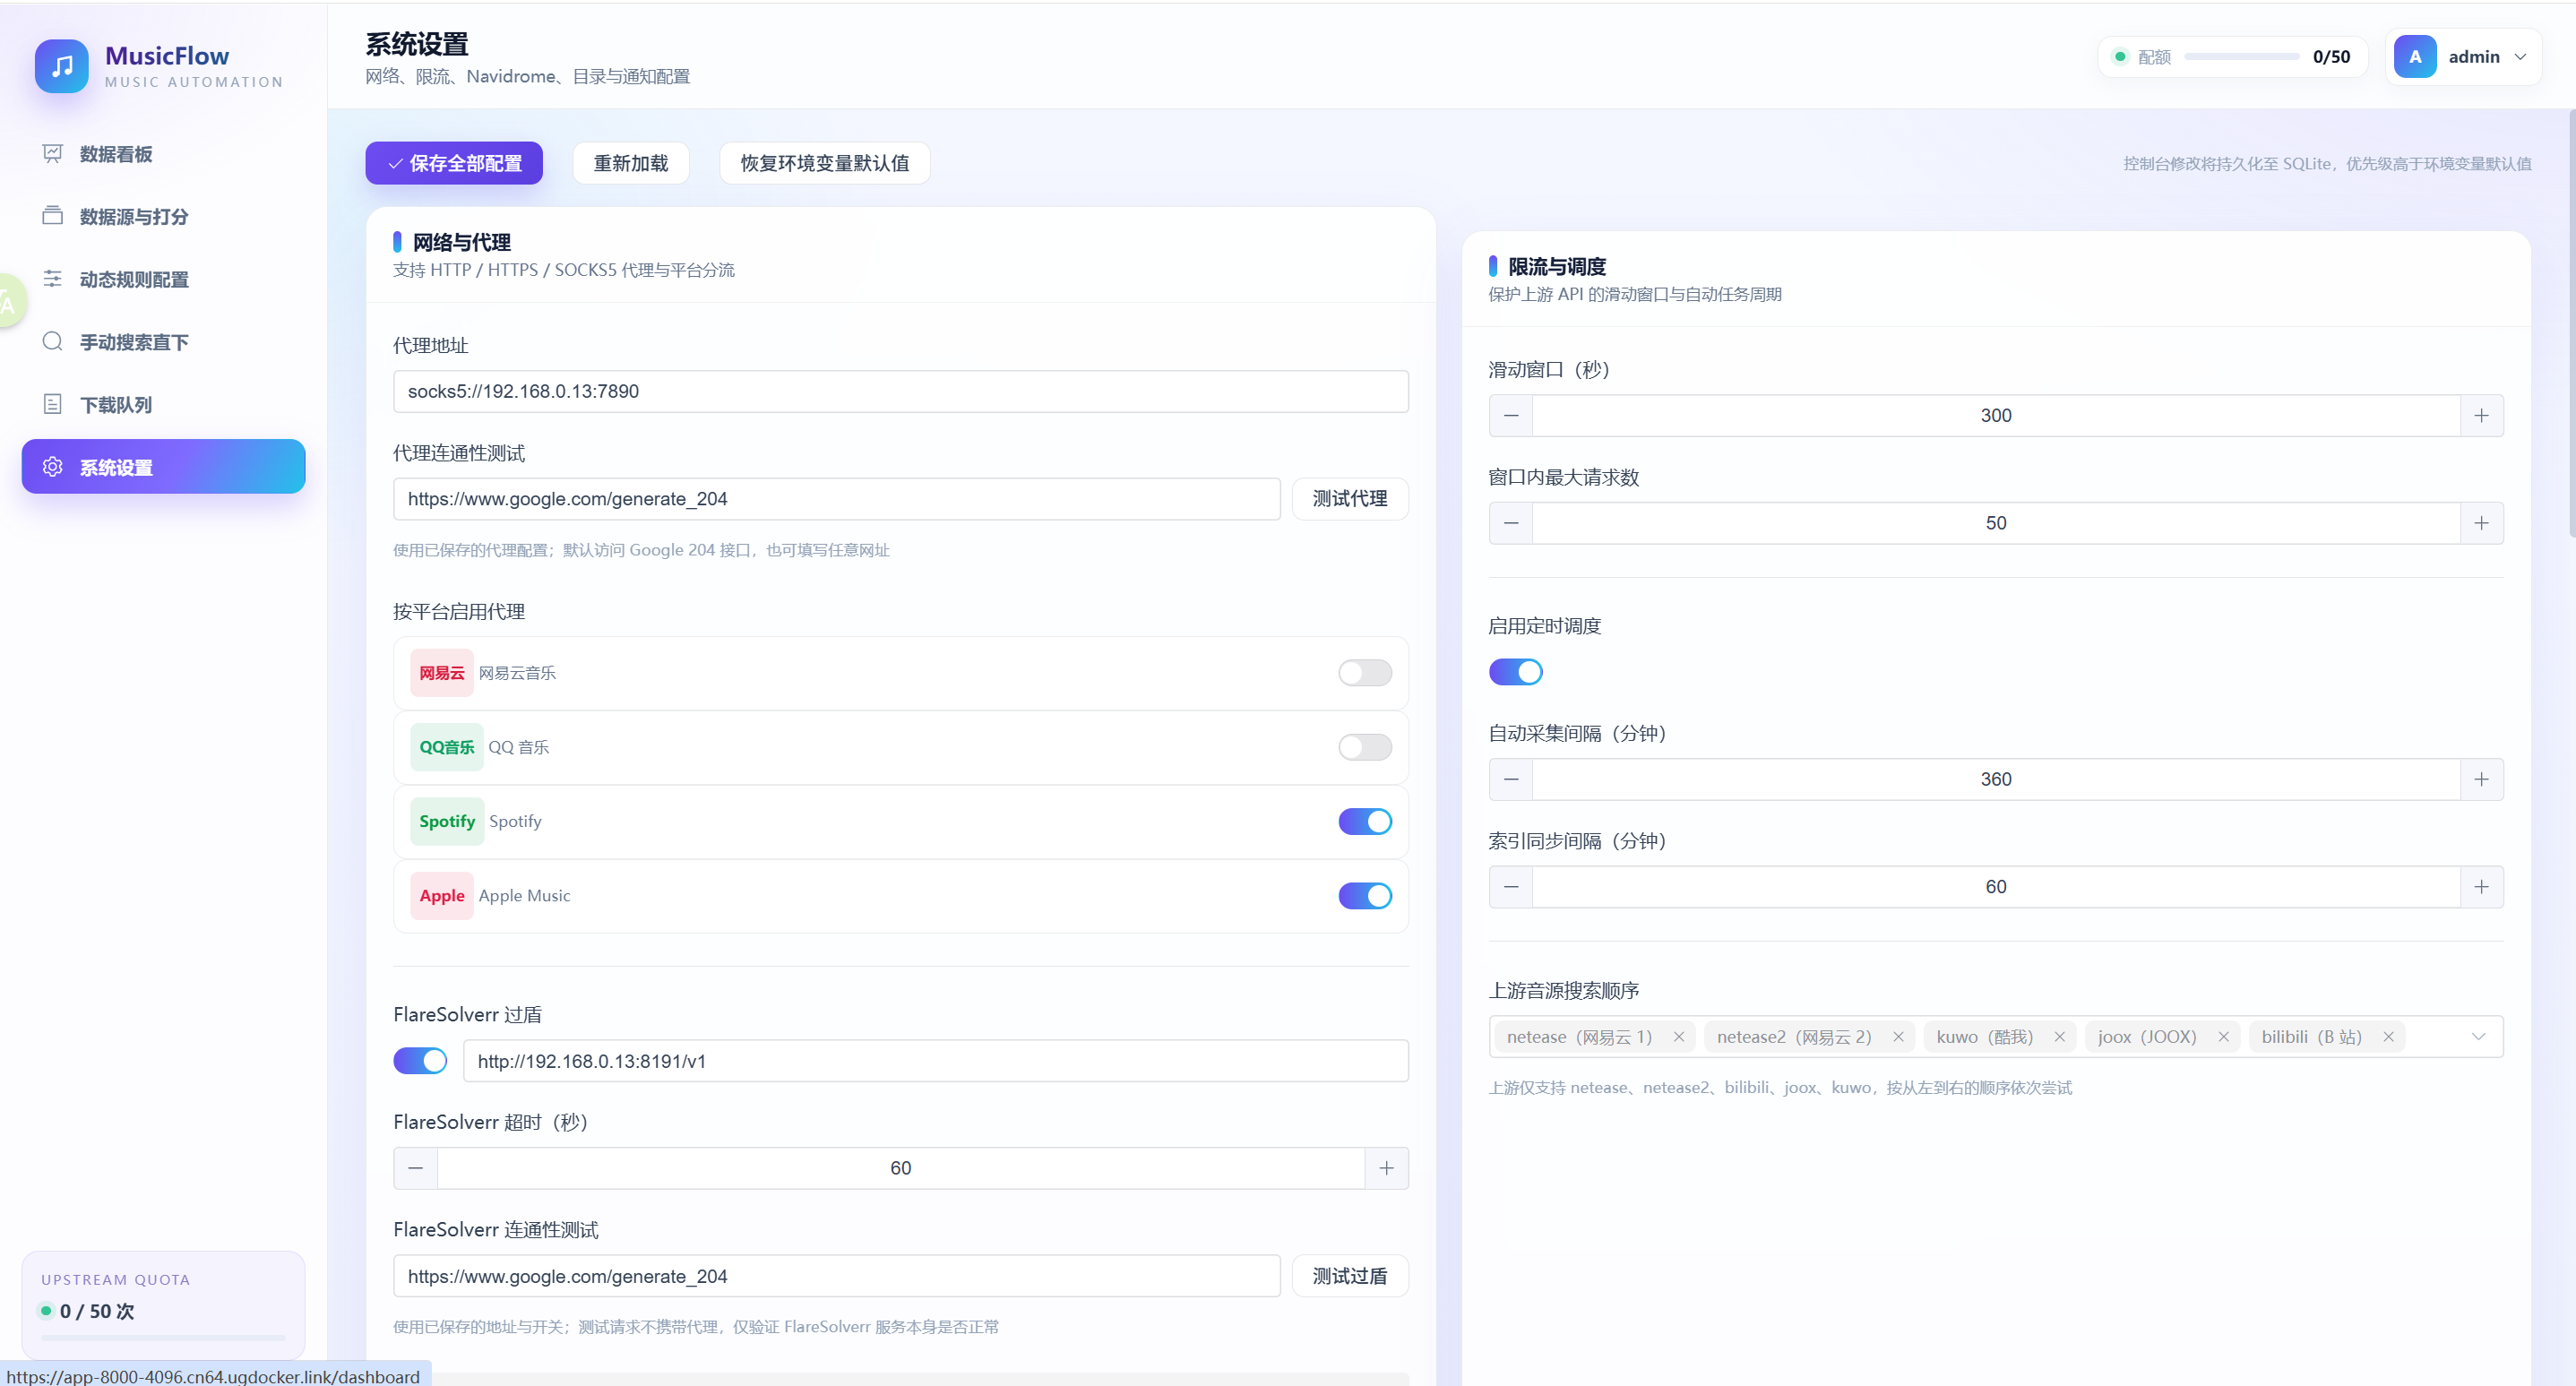 MusicFlow
MUSIC AUTOMATION
数据看板
数据源与打分
动态规则配置
手动搜索直下
下载队列
系统设置
UPSTREAM QUOTA
0 / 50 次
https://app-8000-4096.cn64.ugdocker.link/dashboard
系统设置
网络、限流、Navidrome、目录与通知配置
配额 0/50
A admin
保存全部配置 重新加载 恢复环境变量默认值
控制台修改将持久化至 SQLite，优先级高于环境变量默认值
网络与代理
支持 HTTP / HTTPS / SOCKS5 代理与平台分流
代理地址
socks5://192.168.0.13:7890
代理连通性测试
https://www.google.com/generate_204 测试代理
使用已保存的代理配置；默认访问 Google 204 接口，也可填写任意网址
按平台启用代理
网易云 网易云音乐
QQ音乐 QQ 音乐
Spotify Spotify
Apple Apple Music
FlareSolverr 过盾
http://192.168.0.13:8191/v1
FlareSolverr 超时（秒）
60
FlareSolverr 连通性测试
https://www.google.com/generate_204 测试过盾
使用已保存的地址与开关；测试请求不携带代理，仅验证 FlareSolverr 服务本身是否正常
限流与调度
保护上游 API 的滑动窗口与自动任务周期
滑动窗口（秒）
300
窗口内最大请求数
50
启用定时调度
自动采集间隔（分钟）
360
索引同步间隔（分钟）
60
上游音源搜索顺序
netease（网易云 1） netease2（网易云 2） kuwo（酷我） joox（JOOX） bilibili（B 站）
上游仅支持 netease、netease2、bilibili、joox、kuwo，按从左到右的顺序依次尝试